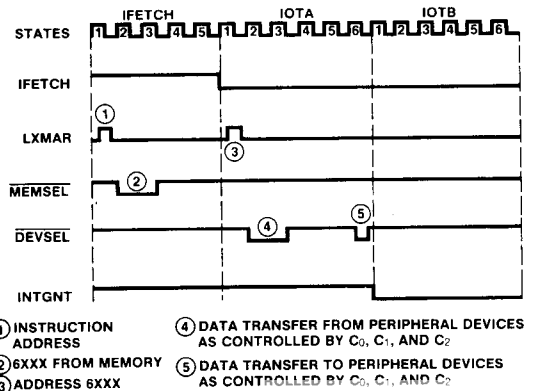 IFETCH IOTA IOTB
STATES 1 2 3 4 5 1 2 3 4 5 6 1 2 3 4 5 6
IFETCH
1
LXMAR
3
MEMSEL 2
5
DEVSEL 4
INTGNT
1 INSTRUCTION
ADDRESS
2 6XXX FROM MEMORY
3 ADDRESS 6XXX
4 DATA TRANSFER FROM PERIPHERAL DEVICES
AS CONTROLLED BY C0, C1, AND C2
5 DATA TRANSFER TO PERIPHERAL DEVICES
AS CONTROLLED BY C0, C1, AND C2